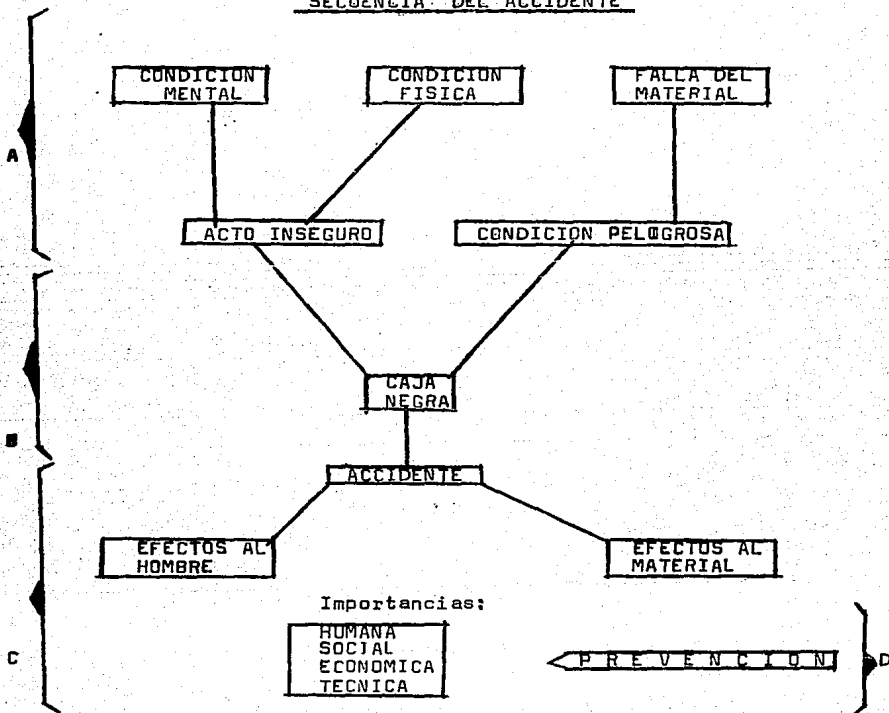 SECUENCIA DEL ACCIDENTE
CONDICION
MENTAL
CONDICION
FISICA
FALLA DEL
MATERIAL
A
ACTO INSEGURO
CONDICION PELIGROSA
CAJA
NEGRA
B
ACCIDENTE
EFECTOS AL
HOMBRE
EFECTOS AL
MATERIAL
Importancias:
HUMANA
SOCIAL
ECONOMICA
TECNICA
PREVENCION
C
D